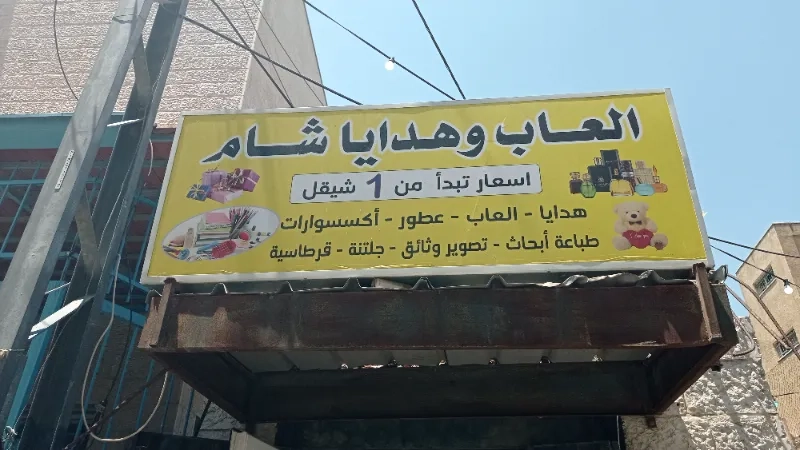 العاب وهدايا شام
اسعار تبدأ من 1 شيقل
هدايا - العاب - عطور - أكسسوارات
طباعة أبحاث - تصوير وثائق - جلتنة - قرطاسية